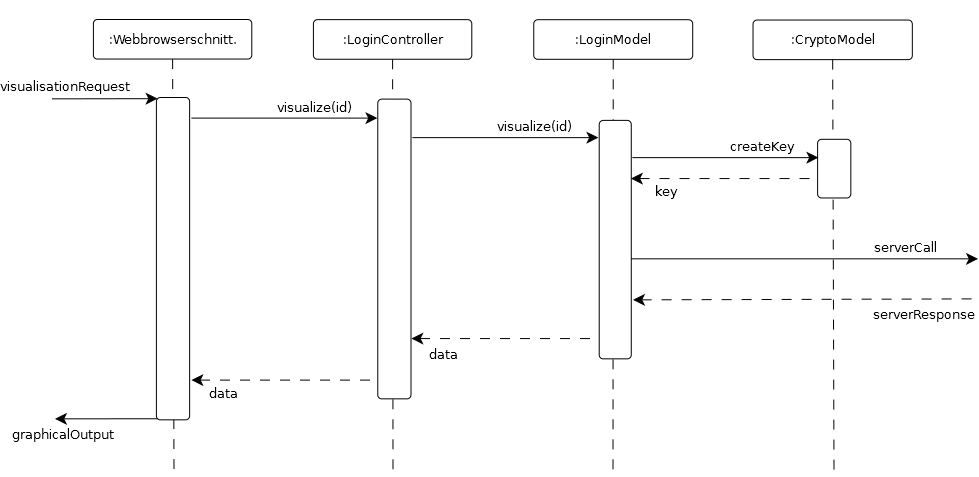 :Webbrowserschnitt.
:LoginController
:LoginModel
:CryptoModel
visualisationRequest
visualize(id)
visualize(id)
createKey
key
serverCall
serverResponse
data
data
graphicalOutput